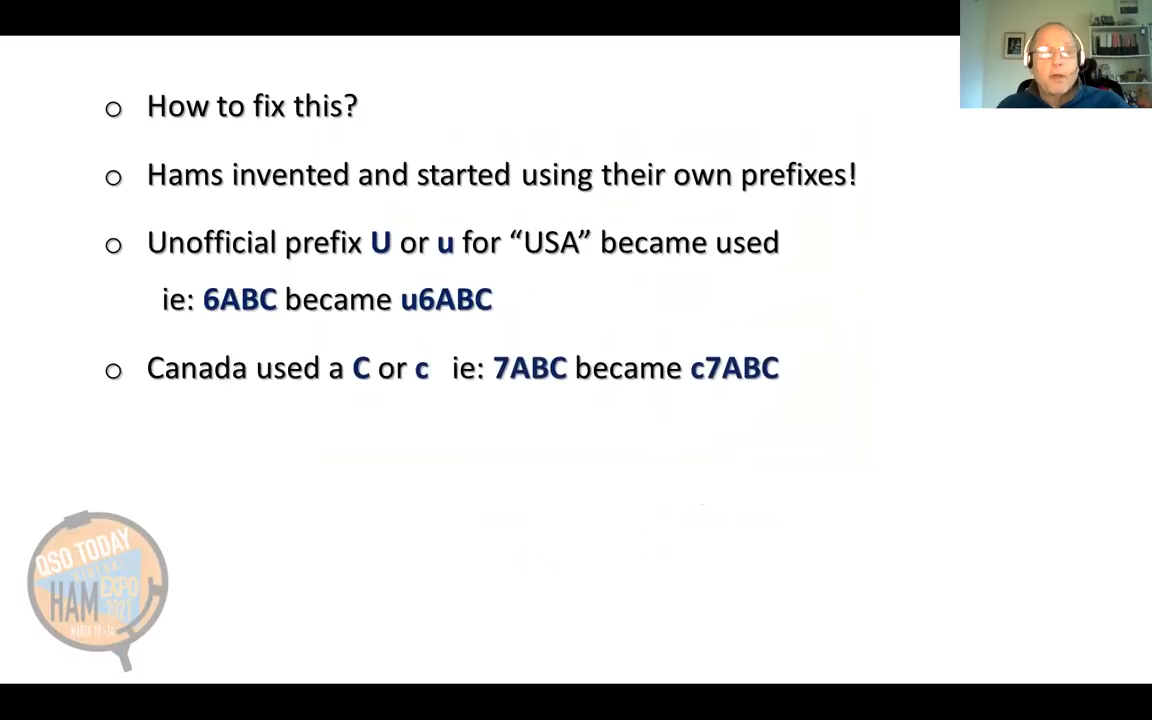 o How to fix this?
o Hams invented and started using their own prefixes!
o Unofficial prefix U or u for “USA” became used
ie: 6ABC became u6ABC
o Canada used a C or c ie: 7ABC became c7ABC
QSO TODAY
VIRTUAL
HAM EXPO
2021